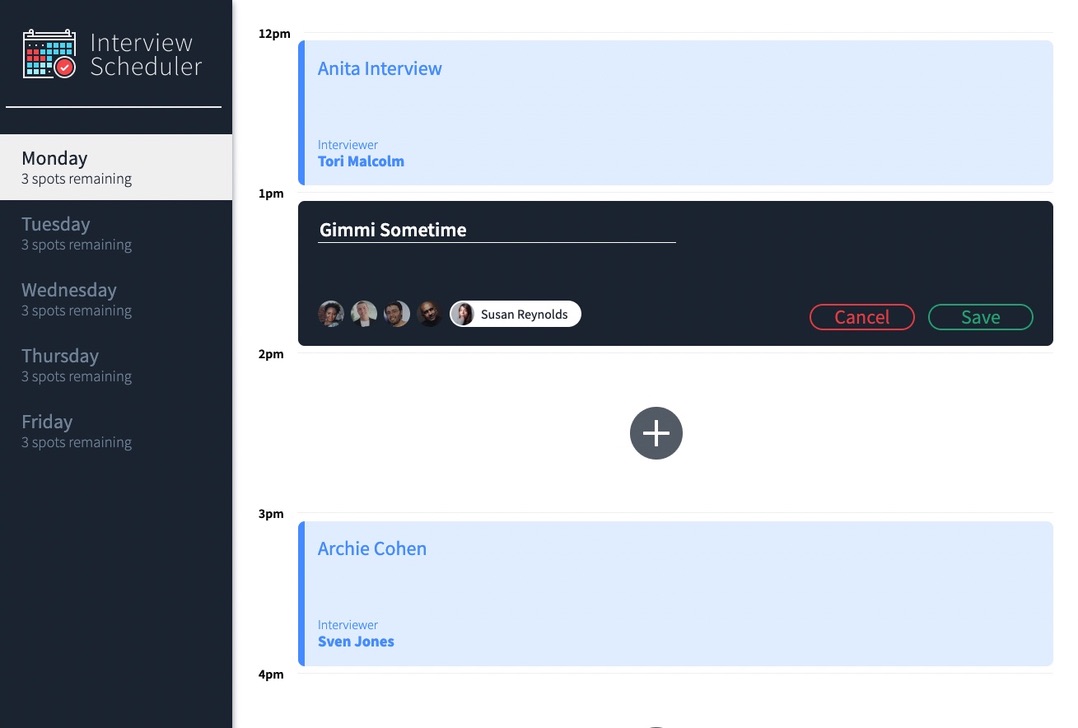 Interview
Scheduler
Monday
3 spots remaining
Tuesday
3 spots remaining
Wednesday
3 spots remaining
Thursday
3 spots remaining
Friday
3 spots remaining
12pm
Anita Interview
Interviewer
Tori Malcolm
1pm
Gimmi Sometime
Susan Reynolds
Cancel
Save
2pm
3pm
Archie Cohen
Interviewer
Sven Jones
4pm